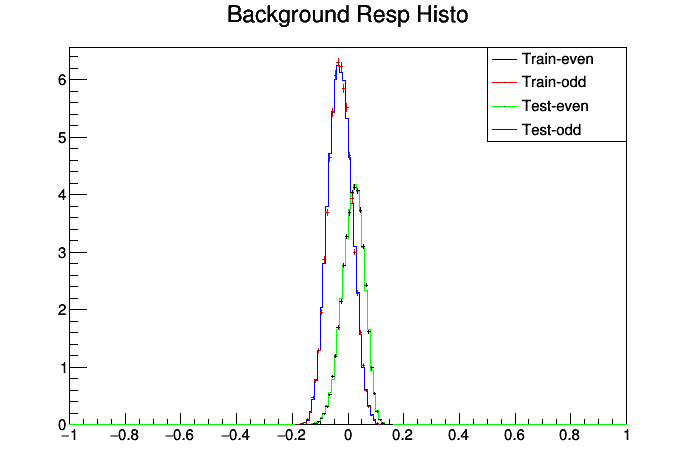 Background Resp Histo
Train-even
Train-odd
Test-even
Test-odd
6
5
4
3
2
1
0
−1 −0.8 −0.6 −0.4 −0.2 0 0.2 0.4 0.6 0.8 1